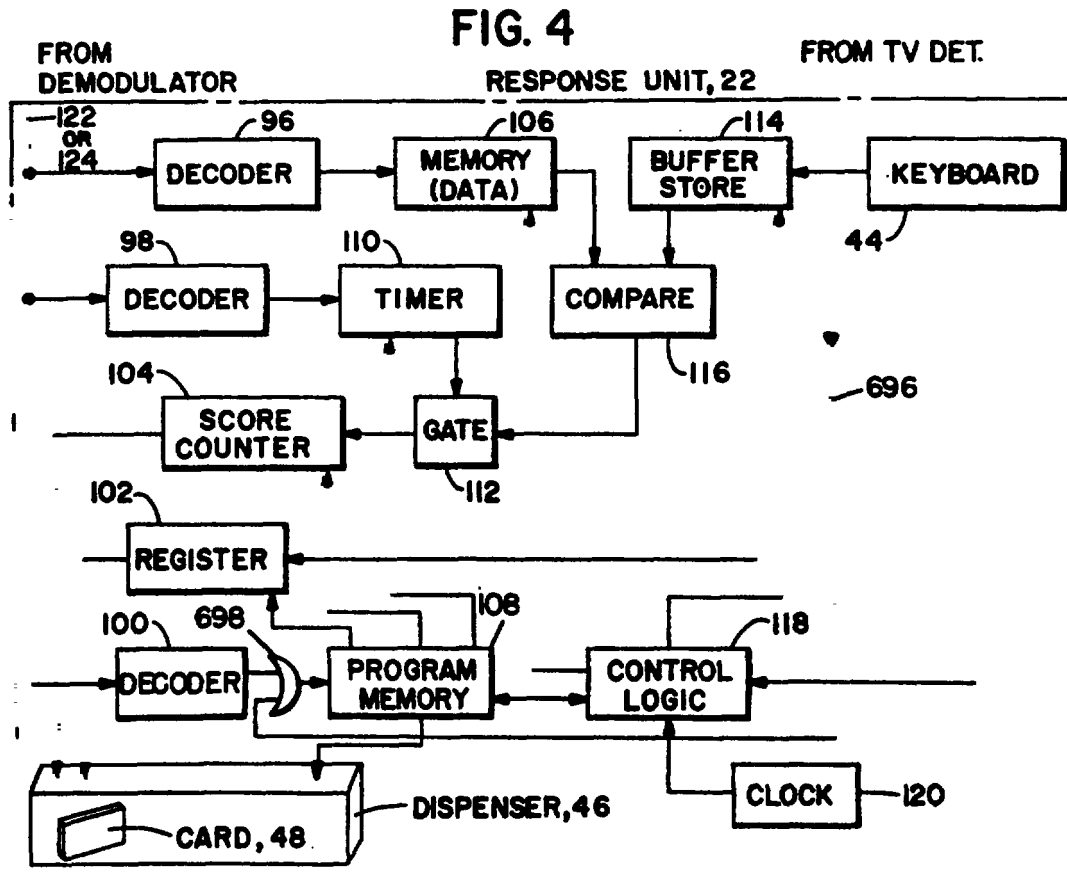 FIG. 4
FROM
DEMODULATOR
RESPONSE UNIT, 22
FROM TV DET.
122
OR
124
96
DECODER
106
MEMORY
(DATA)
114
BUFFER
STORE
KEYBOARD
44
98
DECODER
110
TIMER
COMPARE
116
696
104
SCORE
COUNTER
GATE
112
102
REGISTER
100
DECODER
698
108
PROGRAM
MEMORY
118
CONTROL
LOGIC
CLOCK
120
DISPENSER, 46
CARD, 48